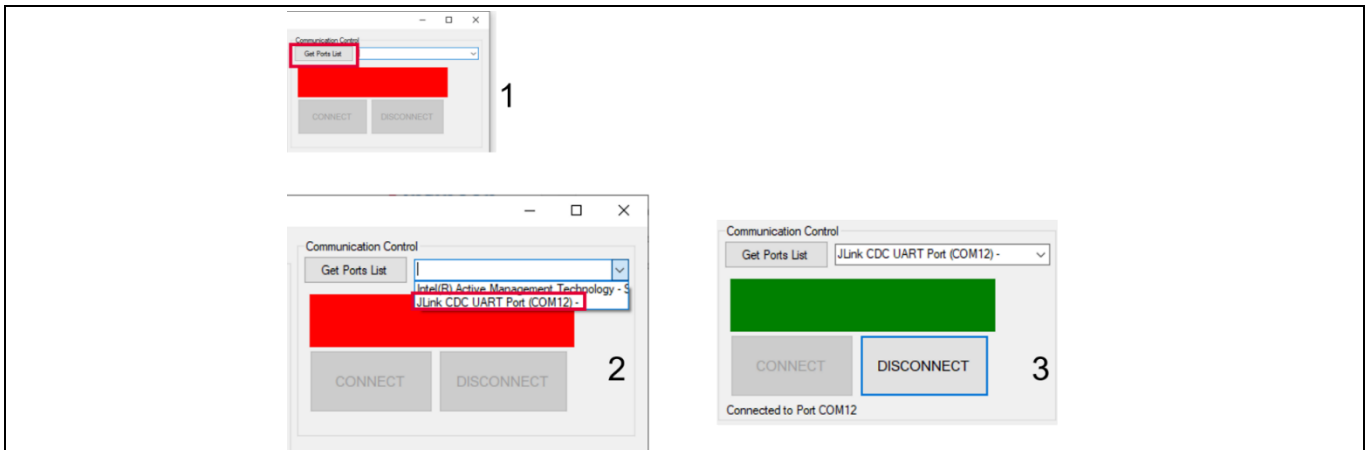 Communication Control
Get Ports List
CONNECT DISCONNECT
1
Communication Control
Get Ports List
Intel(R) Active Management Technology - S
JLink CDC UART Port (COM12) -
CONNECT DISCONNECT
2
Communication Control
Get Ports List JLink CDC UART Port (COM12) -
CONNECT DISCONNECT
3
Connected to Port COM12